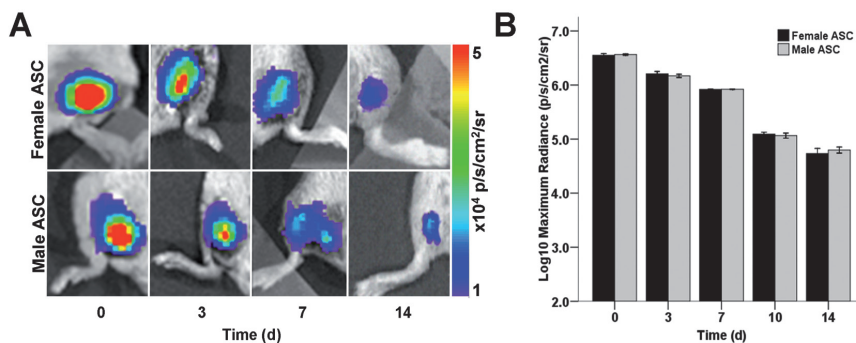 A
Female ASC
Male ASC
0 3 7 14
Time (d)
5
x10⁴ p/s/cm2/sr
1
B
Log10 Maximum Radiance (p/s/cm2/sr)
7.0
6.0
5.0
4.0
3.0
2.0
Female ASC
Male ASC
0 3 7 10 14
Time (d)